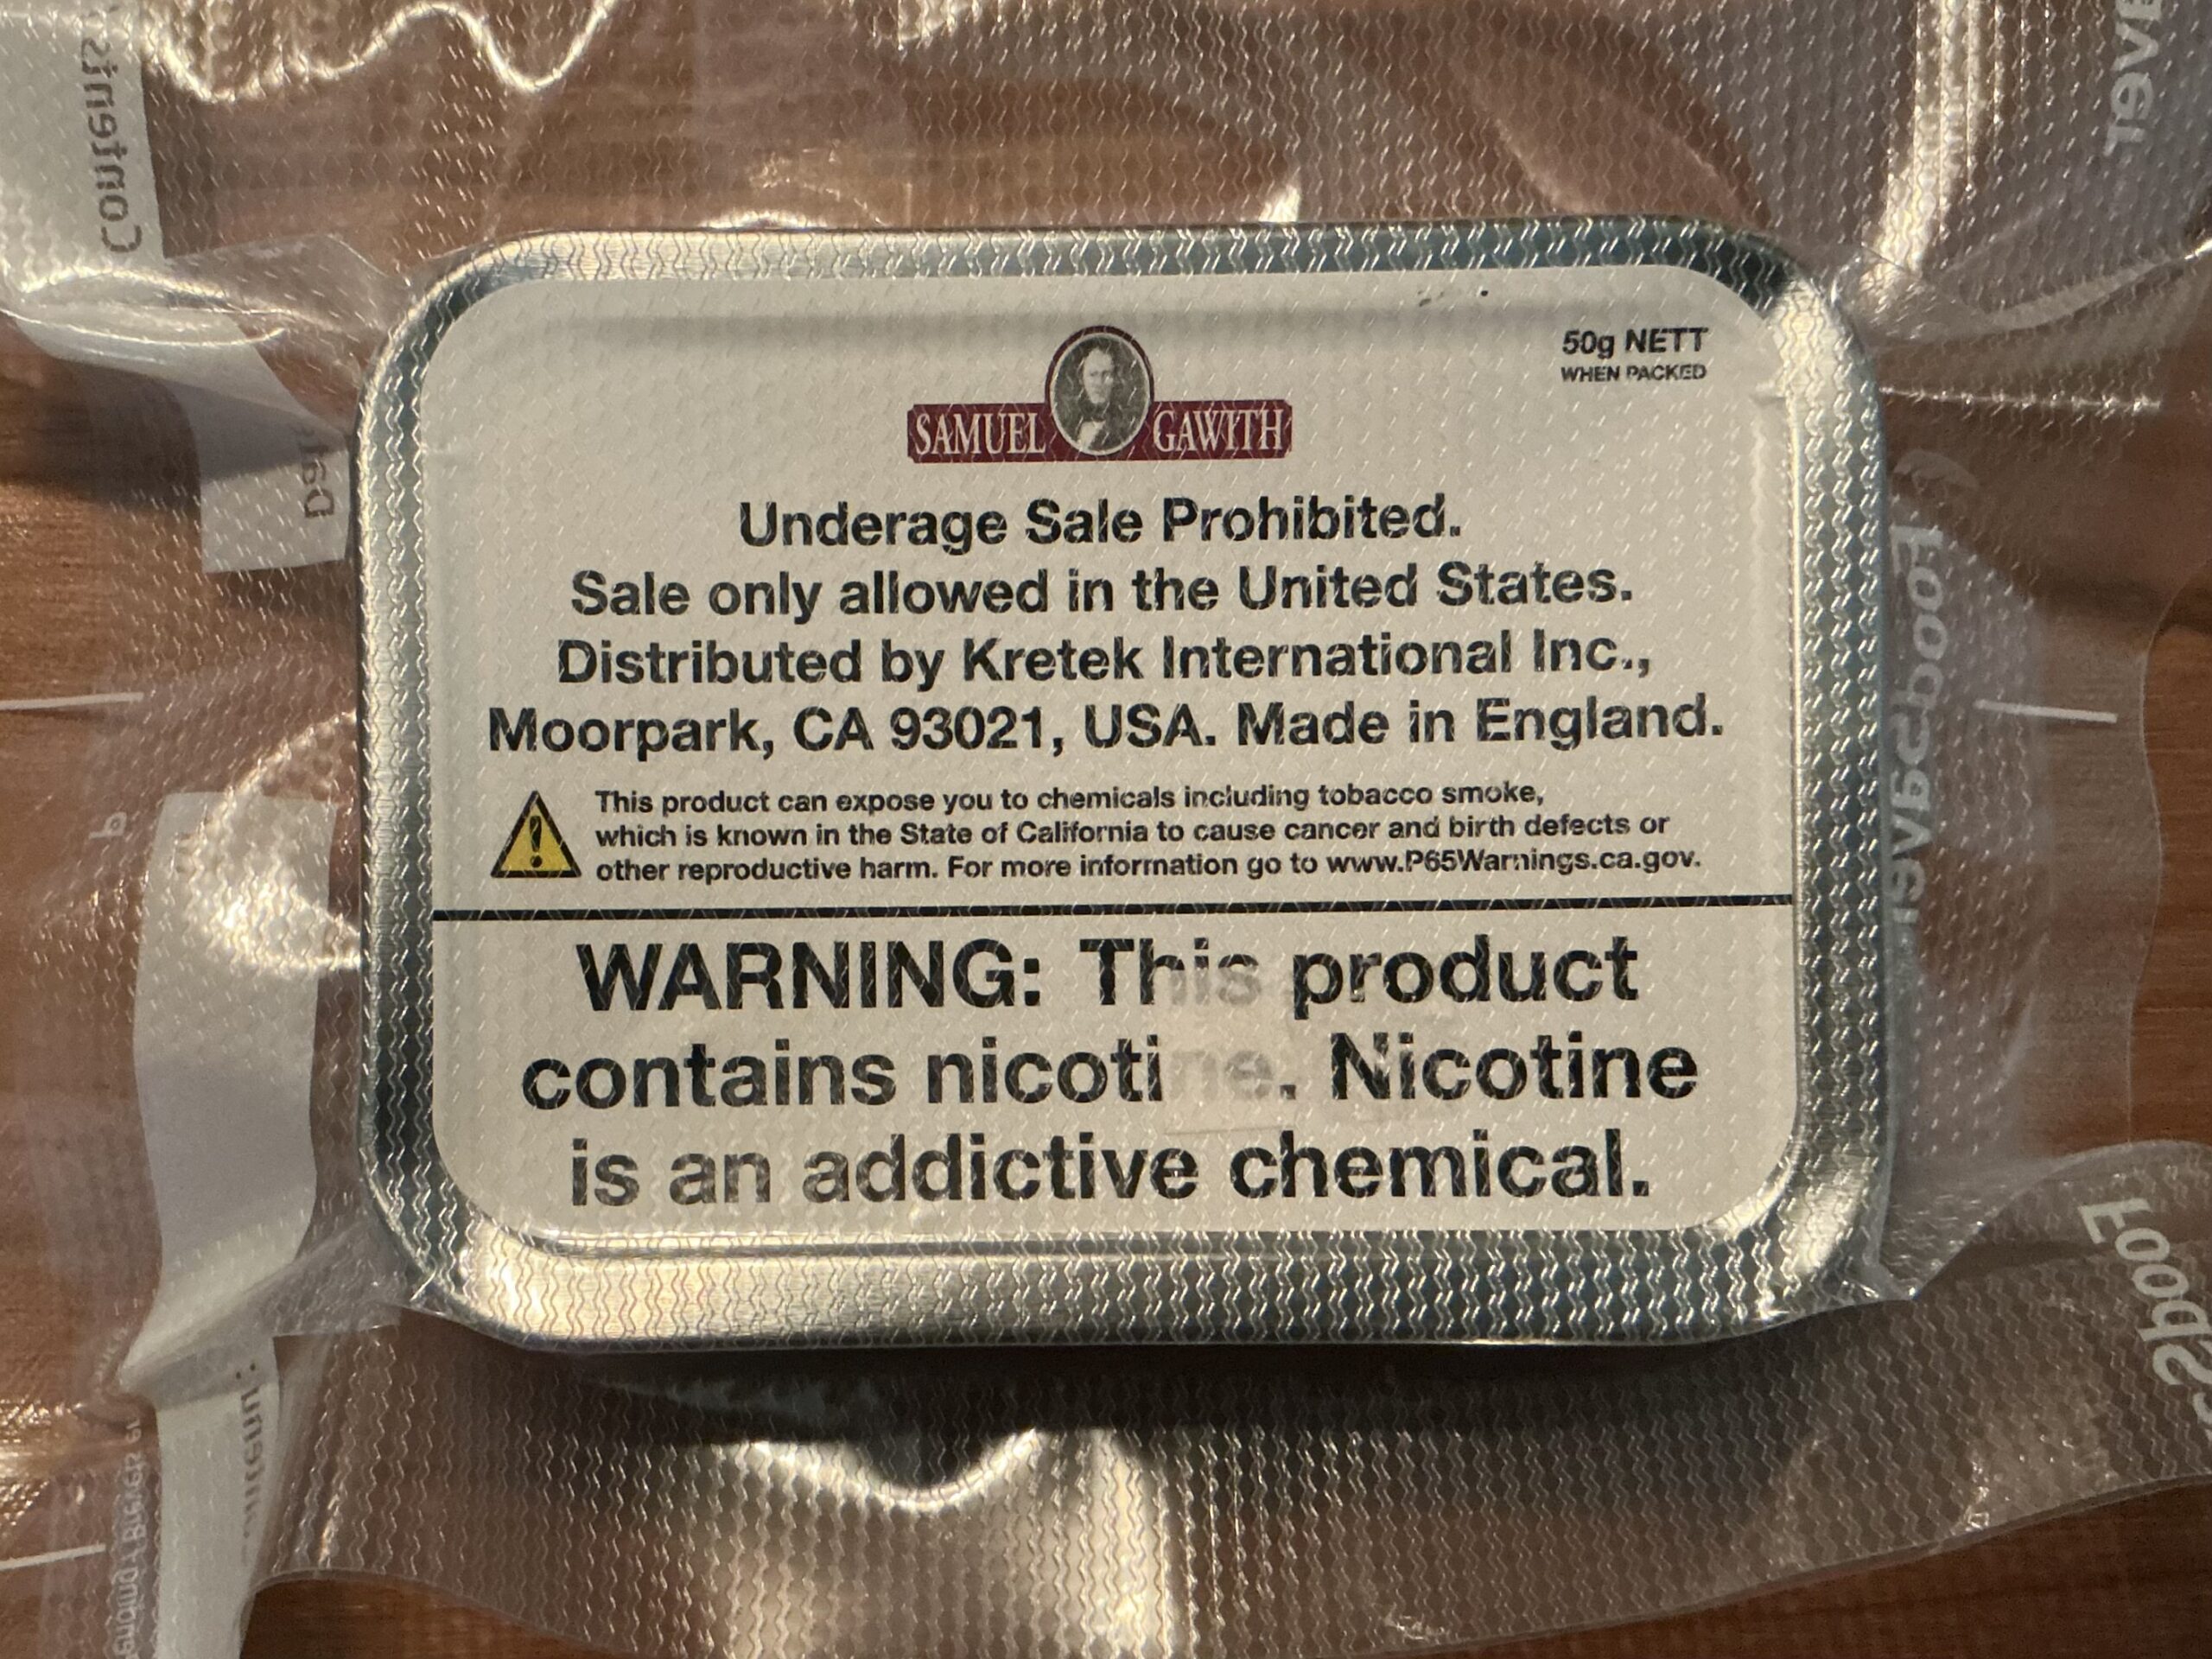 Contents
SAMUEL GAWITH
50g NETT
WHEN PACKED
Underage Sale Prohibited.
Sale only allowed in the United States.
Distributed by Kretek International Inc.,
Moorpark, CA 93021, USA. Made in England.
This product can expose you to chemicals including tobacco smoke,
which is known in the State of California to cause cancer and birth defects or
other reproductive harm. For more information go to www.P65Warnings.ca.gov.
WARNING: This product
contains nicotine. Nicotine
is an addictive chemical.
FoodSaver